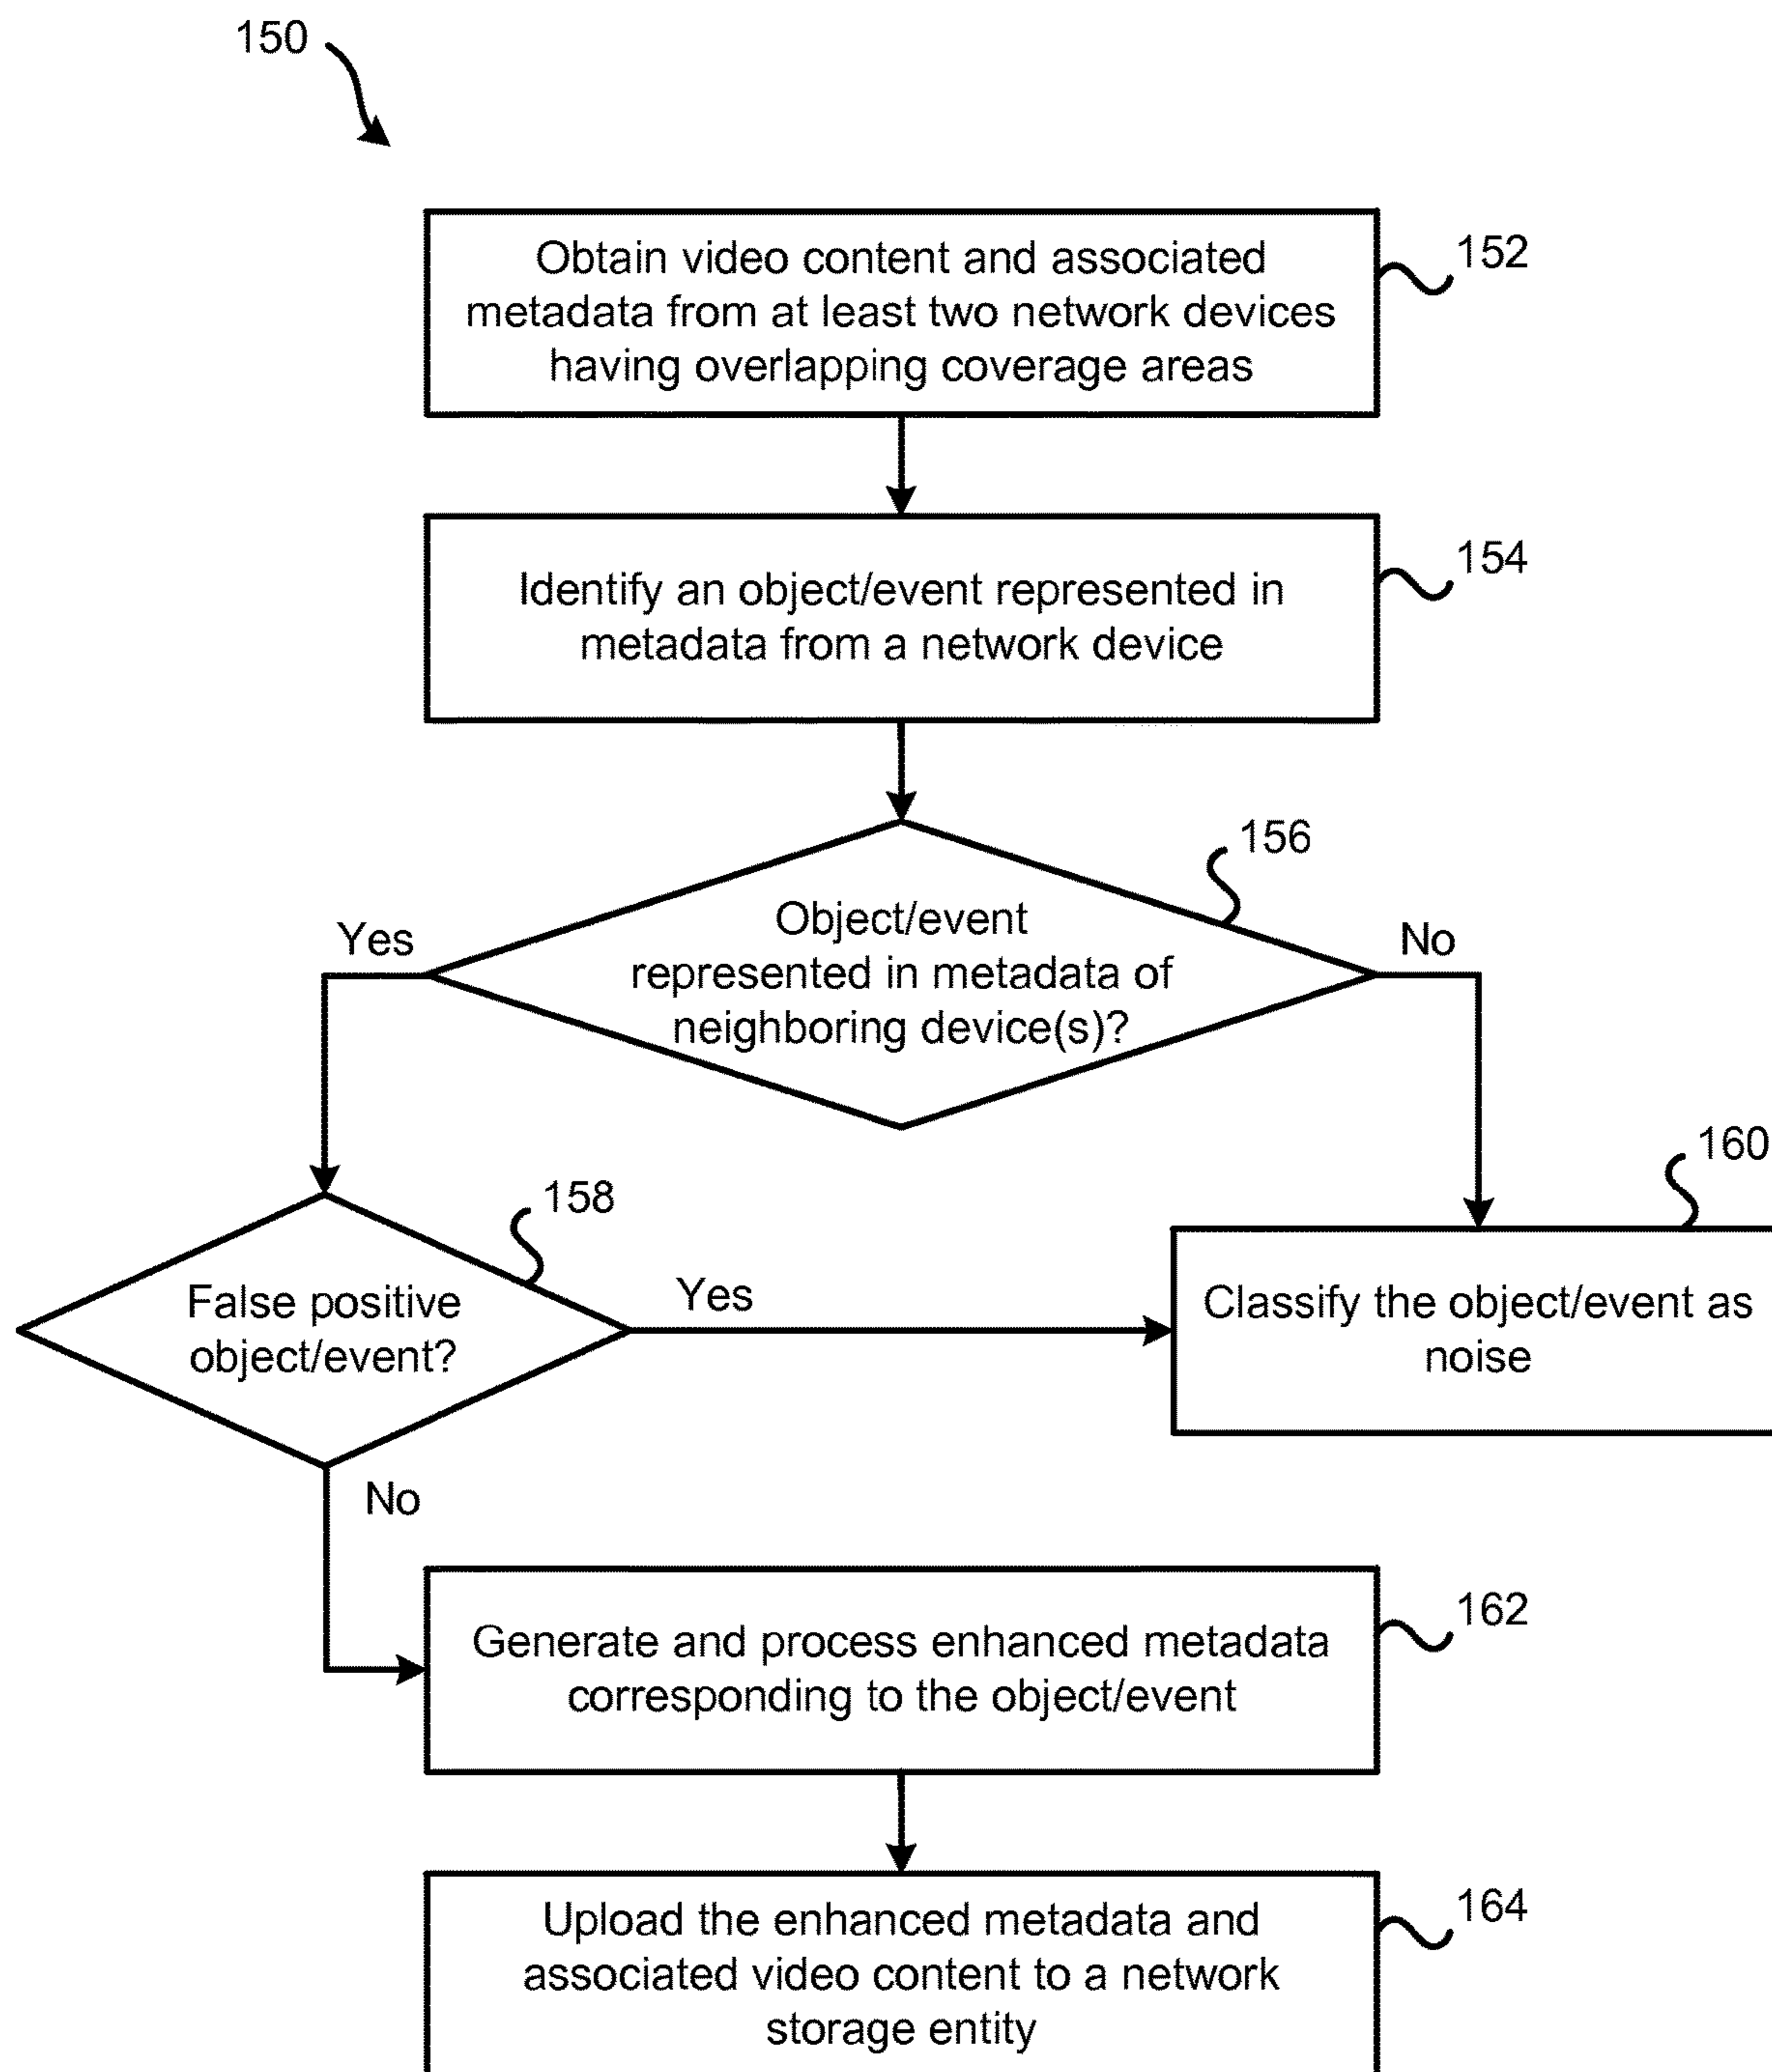 150
Obtain video content and associated
metadata from at least two network devices
having overlapping coverage areas
152
Identify an object/event represented in
metadata from a network device
154
156
Object/event
represented in metadata of
neighboring device(s)?
Yes
No
158
160
False positive
object/event?
Yes
Classify the object/event as
noise
No
Generate and process enhanced metadata
corresponding to the object/event
162
Upload the enhanced metadata and
associated video content to a network
storage entity
164